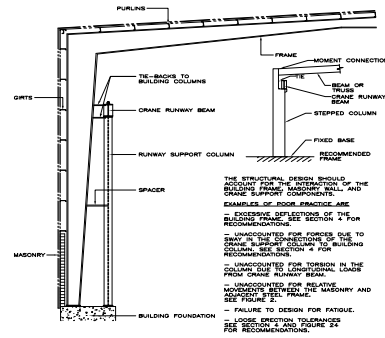 PURLINS
FRAME
MOMENT CONNECTION
TIE
BEAM OR
TRUSS
CRANE RUNWAY
BEAM
STEPPED COLUMN
FIXED BASE
RECOMMENDED
FRAME
TIE-BACKS TO
BUILDING COLUMNS
GIRTS
CRANE RUNWAY BEAM
RUNWAY SUPPORT COLUMN
SPACER
MASONRY
BUILDING FOUNDATION
THE STRUCTURAL DESIGN SHOULD
ACCOUNT FOR THE INTERACTION OF THE
BUILDING FRAME, MASONRY WALL, AND
CRANE SUPPORT COMPONENTS.
EXAMPLES OF POOR PRACTICE ARE
- EXCESSIVE DEFLECTIONS OF THE
BUILDING FRAME. SEE SECTION 4 FOR
RECOMMENDATIONS.
- UNACCOUNTED FOR FORCES DUE TO
SWAY IN THE CONNECTIONS OF THE
CRANE SUPPORT COLUMN TO BUILDING
COLUMN. SEE SECTION 4 FOR
RECOMMENDATIONS.
- UNACCOUNTED FOR TORSION IN THE
COLUMN DUE TO LONGITUDINAL LOADS
FROM CRANE RUNWAY BEAM.
- UNACCOUNTED FOR RELATIVE
MOVEMENTS BETWEEN THE MASONRY AND
ADJACENT STEEL FRAME.
SEE FIGURE 2.
- FAILURE TO DESIGN FOR FATIGUE.
- LOOSE ERECTION TOLERANCES
SEE SECTION 4 AND FIGURE 24
FOR RECOMMENDATIONS.